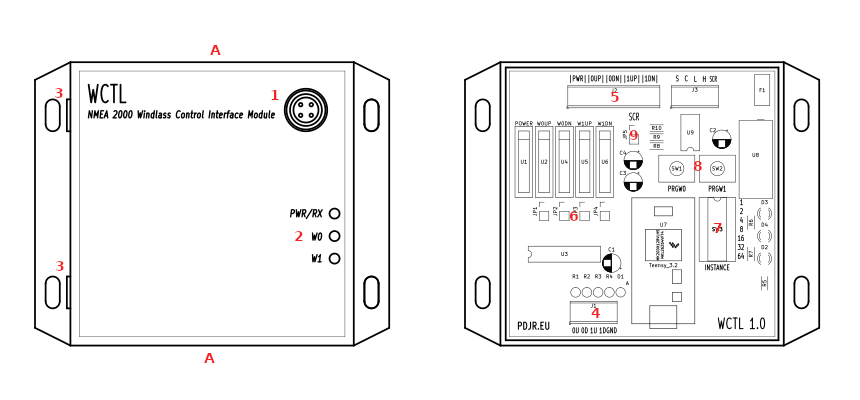 A
WCTL
NMEA 2000 Windlass Control Interface Module
1
3
PWR/RX
2
W0
W1
3
A
|PWR||0UP||0DN||1UP||1DN|
S C L H SCR
J2
5
J3
F1
POWER W0UP W0DN W1UP W1DN
SCR
JP5
9
R10
R9
R8
U9
C2
C4
C3
U1
U2
U4
U5
U6
8
SW1
SW2
U8
PRGW0
PRGW1
JP1
JP2
JP3
JP4
6
1
2
4
8
16
32
64
SW3
7
INSTANCE
D3
R6
D4
R7
D2
R5
U7
Teensy_3.2
U3
C1
R1 R2 R3 R4 D1
A
J1
4
0U 0D 1U 1DGND
PDJR.EU
WCTL 1.0